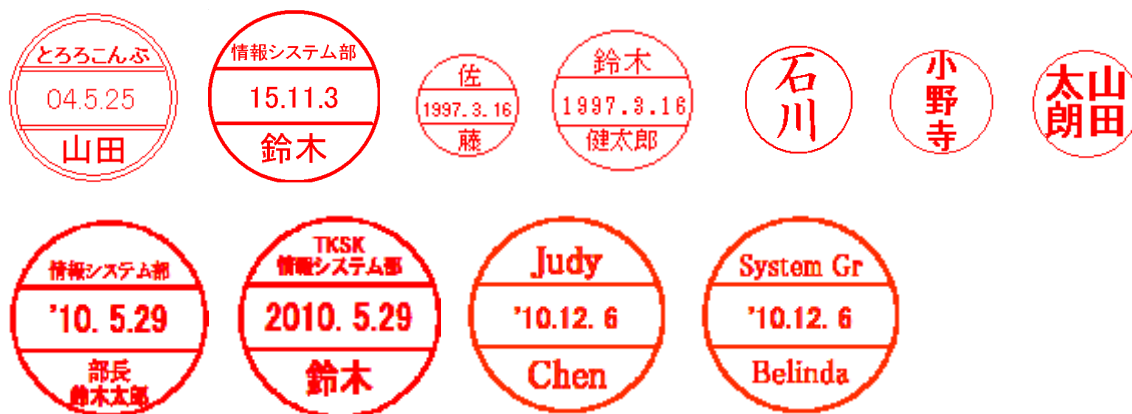 とろろこんぶ
04.5.25
山田
情報システム部
15.11.3
鈴木
佐
1997.3.16
藤
鈴木
1997.3.16
健太郎
石川
小野寺
山田
太朗
情報システム部
'10. 5.29
部長
鈴木太郎
TKSK
情報システム部
2010. 5.29
鈴木
Judy
'10.12. 6
Chen
System Gr
'10.12. 6
Belinda